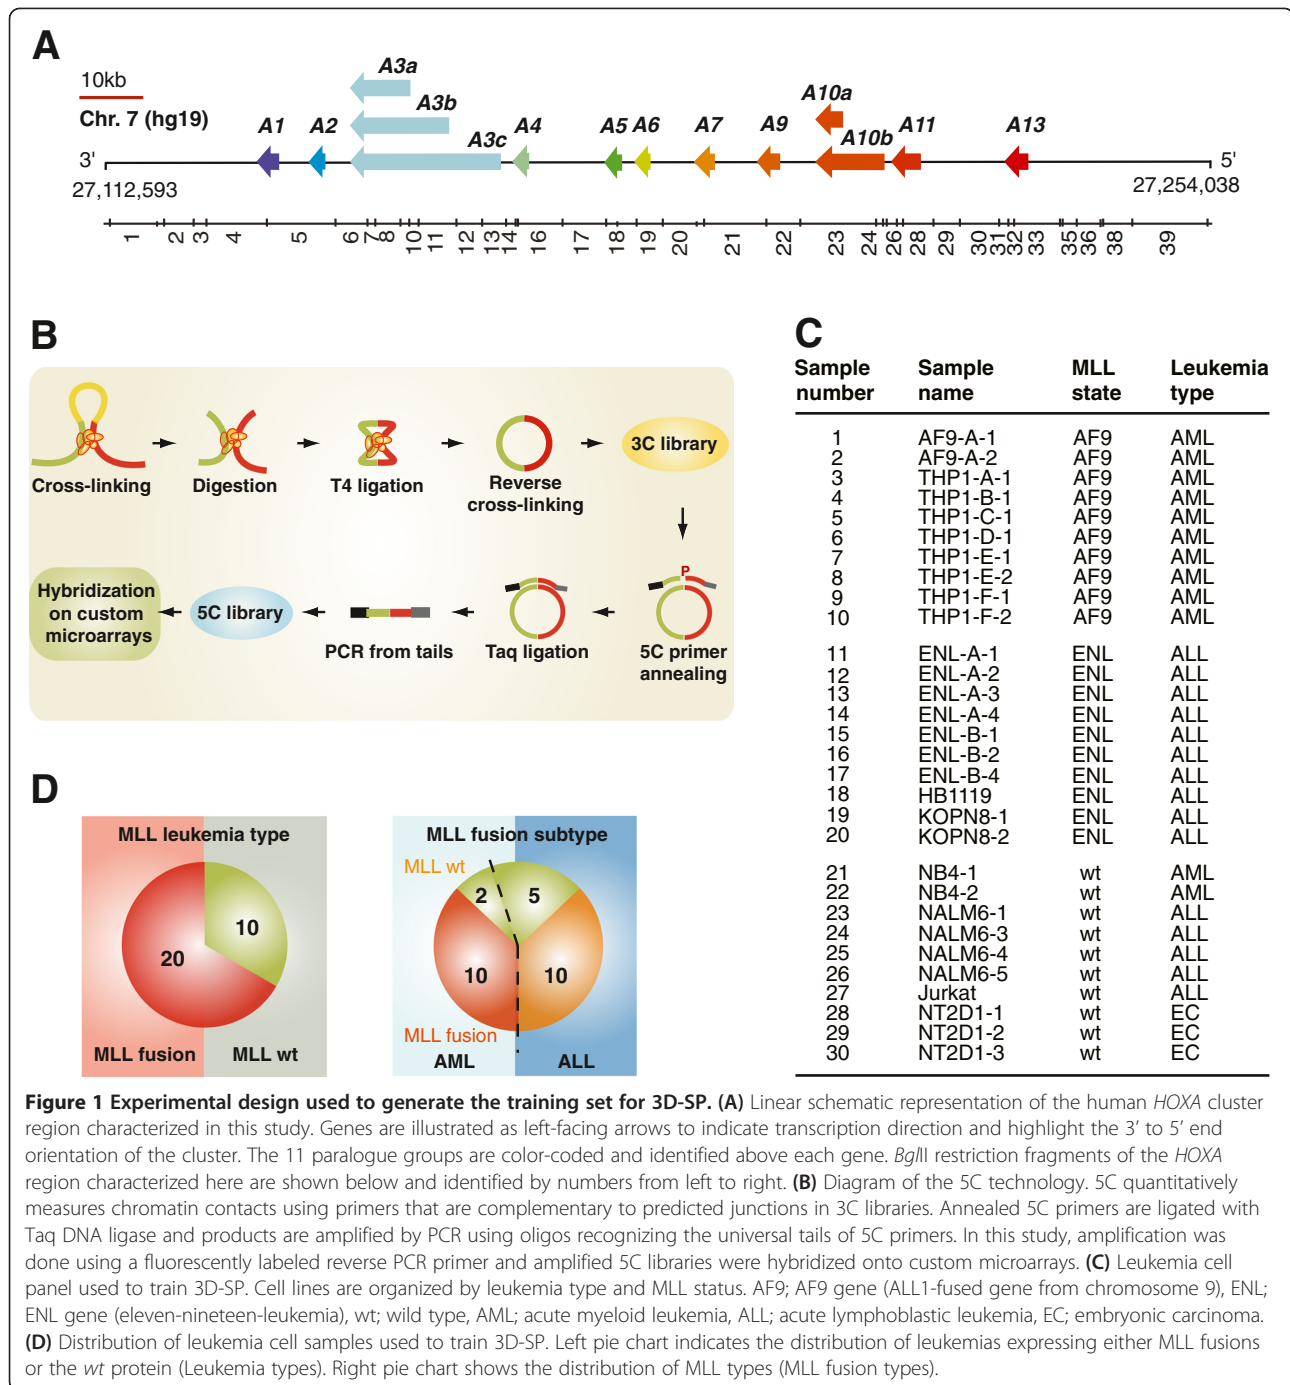 A
10kb
Chr. 7 (hg19)
A3a
A3b
A10a
A1 A2 A3c A4 A5 A6 A7 A9 A10b A11 A13
3' 5'
27,112,593 27,254,038
1 2 3 4 5 6 7 8 10 11 12 13 14 16 17 18 19 20 21 22 23 24 26 28 29 30 31 32 33 35 36 38 39
B
Cross-linking
Digestion
T4 ligation
Reverse
cross-linking
3C library
P
5C primer
annealing
Taq ligation
PCR from tails
5C library
Hybridization
on custom
microarrays
C
Sample number Sample name MLL state Leukemia type
1 AF9-A-1 AF9 AML
2 AF9-A-2 AF9 AML
3 THP1-A-1 AF9 AML
4 THP1-B-1 AF9 AML
5 THP1-C-1 AF9 AML
6 THP1-D-1 AF9 AML
7 THP1-E-1 AF9 AML
8 THP1-E-2 AF9 AML
9 THP1-F-1 AF9 AML
10 THP1-F-2 AF9 AML
11 ENL-A-1 ENL ALL
12 ENL-A-2 ENL ALL
13 ENL-A-3 ENL ALL
14 ENL-A-4 ENL ALL
15 ENL-B-1 ENL ALL
16 ENL-B-2 ENL ALL
17 ENL-B-4 ENL ALL
18 HB1119 ENL ALL
19 KOPN8-1 ENL ALL
20 KOPN8-2 ENL ALL
21 NB4-1 wt AML
22 NB4-2 wt AML
23 NALM6-1 wt ALL
24 NALM6-3 wt ALL
25 NALM6-4 wt ALL
26 NALM6-5 wt ALL
27 Jurkat wt ALL
28 NT2D1-1 wt EC
29 NT2D1-2 wt EC
30 NT2D1-3 wt EC
D
MLL leukemia type
10
20
MLL fusion MLL wt
MLL fusion subtype
MLL wt
2 5
10 10
MLL fusion
AML ALL
Figure 1 Experimental design used to generate the training set for 3D-SP. (A) Linear schematic representation of the human HOXA cluster
region characterized in this study. Genes are illustrated as left-facing arrows to indicate transcription direction and highlight the 3' to 5' end
orientation of the cluster. The 11 paralogue groups are color-coded and identified above each gene. BglII restriction fragments of the HOXA
region characterized here are shown below and identified by numbers from left to right. (B) Diagram of the 5C technology. 5C quantitatively
measures chromatin contacts using primers that are complementary to predicted junctions in 3C libraries. Annealed 5C primers are ligated with
Taq DNA ligase and products are amplified by PCR using oligos recognizing the universal tails of 5C primers. In this study, amplification was
done using a fluorescently labeled reverse PCR primer and amplified 5C libraries were hybridized onto custom microarrays. (C) Leukemia cell
panel used to train 3D-SP. Cell lines are organized by leukemia type and MLL status. AF9; AF9 gene (ALL1-fused gene from chromosome 9), ENL;
ENL gene (eleven-nineteen-leukemia), wt; wild type, AML; acute myeloid leukemia, ALL; acute lymphoblastic leukemia, EC; embryonic carcinoma.
(D) Distribution of leukemia cell samples used to train 3D-SP. Left pie chart indicates the distribution of leukemias expressing either MLL fusions
or the wt protein (Leukemia types). Right pie chart shows the distribution of MLL types (MLL fusion types).